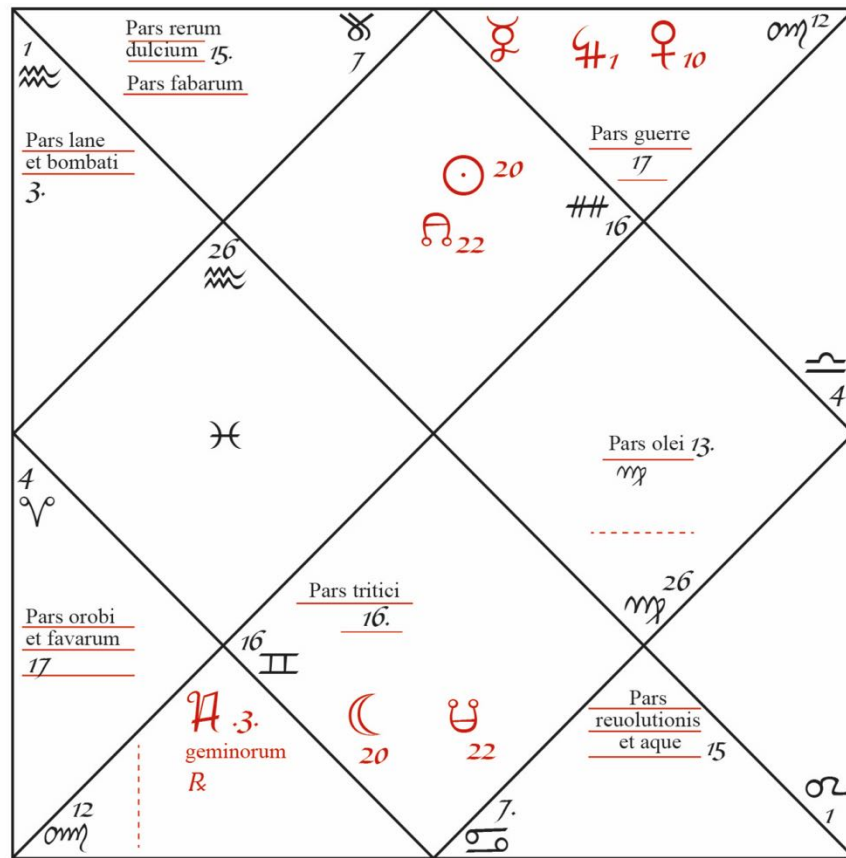 1
Pars rerum
dulcium 15.
Pars fabarum
7
1
10
12
Pars lane
et bombati
3.
Pars guerre
17
20
22
16
26
4
Pars olei 13.
4
26
Pars tritici
16.
Pars orobi
et favarum
17
16
.3.
geminorum
℞
20
22
Pars
reuolutionis
et aque 15
12
7.
1